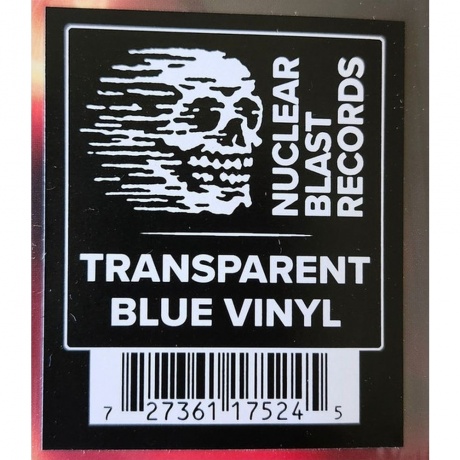 NUCLEAR
BLAST
RECORDS
TRANSPARENT
BLUE VINYL
7 27361 17524 5